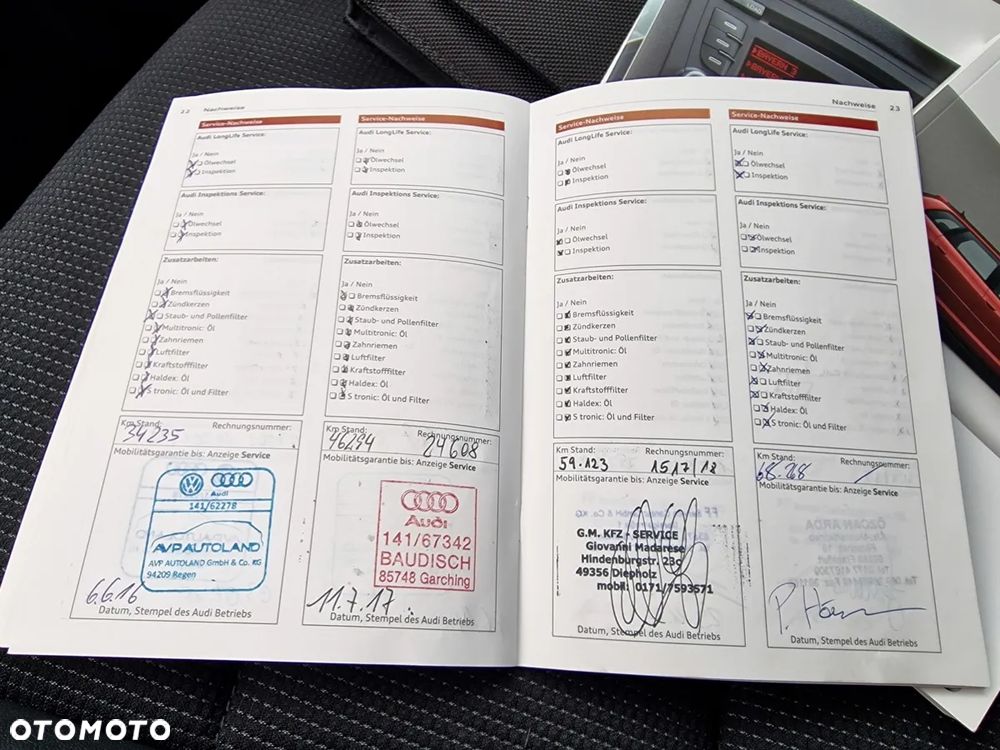 LOAD
BAYERN 3
BAYERN
22 Nachweise
Service-Nachweise
Audi LongLife Service:
Ja / Nein
Ölwechsel
Inspektion
Audi Inspektions Service:
Ja / Nein
Ölwechsel
Inspektion
Zusatzarbeiten:
Ja / Nein
Bremsflüssigkeit
Zündkerzen
Staub- und Pollenfilter
Multitronic: Öl
Zahnriemen
Luftfilter
Kraftstofffilter
Haldex: Öl
S tronic: Öl und Filter
Km Stand: Rechnungsnummer:
34235
Mobilitätsgarantie bis: Anzeige Service
Audi
141/62278
AVP AUTOLAND
AVP AUTOLAND GmbH & Co. KG
94209 Regen
6.6.16
Datum, Stempel des Audi Betriebs
Service-Nachweise
Audi LongLife Service:
Ja / Nein
Ölwechsel
Inspektion
Audi Inspektions Service:
Ja / Nein
Ölwechsel
Inspektion
Zusatzarbeiten:
Ja / Nein
Bremsflüssigkeit
Zündkerzen
Staub- und Pollenfilter
Multitronic: Öl
Zahnriemen
Luftfilter
Kraftstofffilter
Haldex: Öl
S tronic: Öl und Filter
Km Stand: Rechnungsnummer:
46294 24608
Mobilitätsgarantie bis: Anzeige Service
Audi
141/67342
BAUDISCH
85748 Garching
11.7.17
Datum, Stempel des Audi Betriebs
Nachweise 23
Service-Nachweise
Audi LongLife Service:
Ja / Nein
Ölwechsel
Inspektion
Audi Inspektions Service:
Ja / Nein
Ölwechsel
Inspektion
Zusatzarbeiten:
Ja / Nein
Bremsflüssigkeit
Zündkerzen
Staub- und Pollenfilter
Multitronic: Öl
Zahnriemen
Luftfilter
Kraftstofffilter
Haldex: Öl
S tronic: Öl und Filter
Km Stand: Rechnungsnummer:
59.123 1517/18
Mobilitätsgarantie bis: Anzeige Service
G.M. KFZ - SERVICE
Giovanni Madarese
Hindenburgstr. 23c
49356 Diepholz
mobil: 0171/7593571
Datum, Stempel des Audi Betriebs
Service-Nachweise
Audi LongLife Service:
Ja / Nein
Ölwechsel
Inspektion
Audi Inspektions Service:
Ja / Nein
Ölwechsel
Inspektion
Zusatzarbeiten:
Ja / Nein
Bremsflüssigkeit
Zündkerzen
Staub- und Pollenfilter
Multitronic: Öl
Zahnriemen
Luftfilter
Kraftstofffilter
Haldex: Öl
S tronic: Öl und Filter
Km Stand: Rechnungsnummer:
68.268
Mobilitätsgarantie bis: Anzeige Service
ÖZCAN ARDA
Datum, Stempel des Audi Betriebs
OTOMOTO